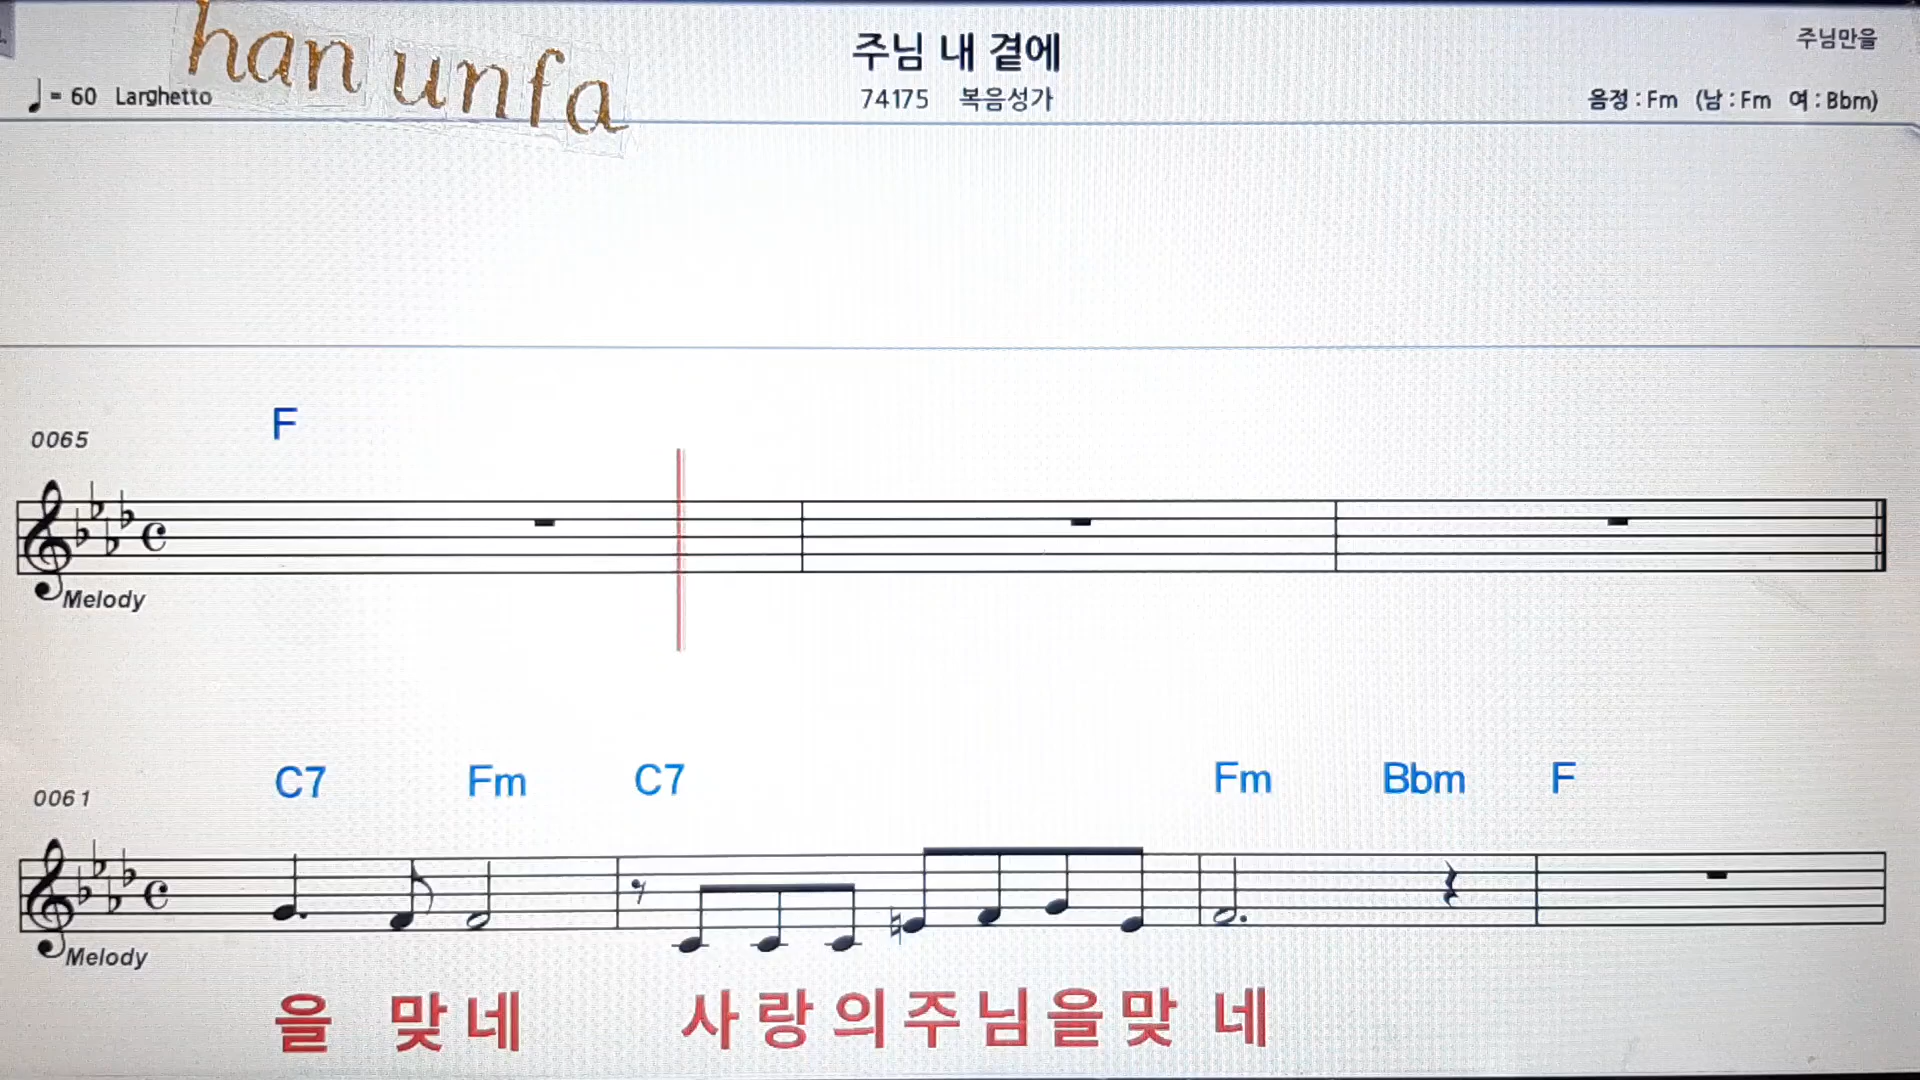 han unfa
주님 내 곁에
주님만을
♩= 60 Larghetto
74175 복음성가
음정 : Fm (남 : Fm 여 : Bbm)
F
0065
Melody
C7 Fm C7 Fm Bbm F
0061
Melody
을 맞네 사랑의주님을맞 네